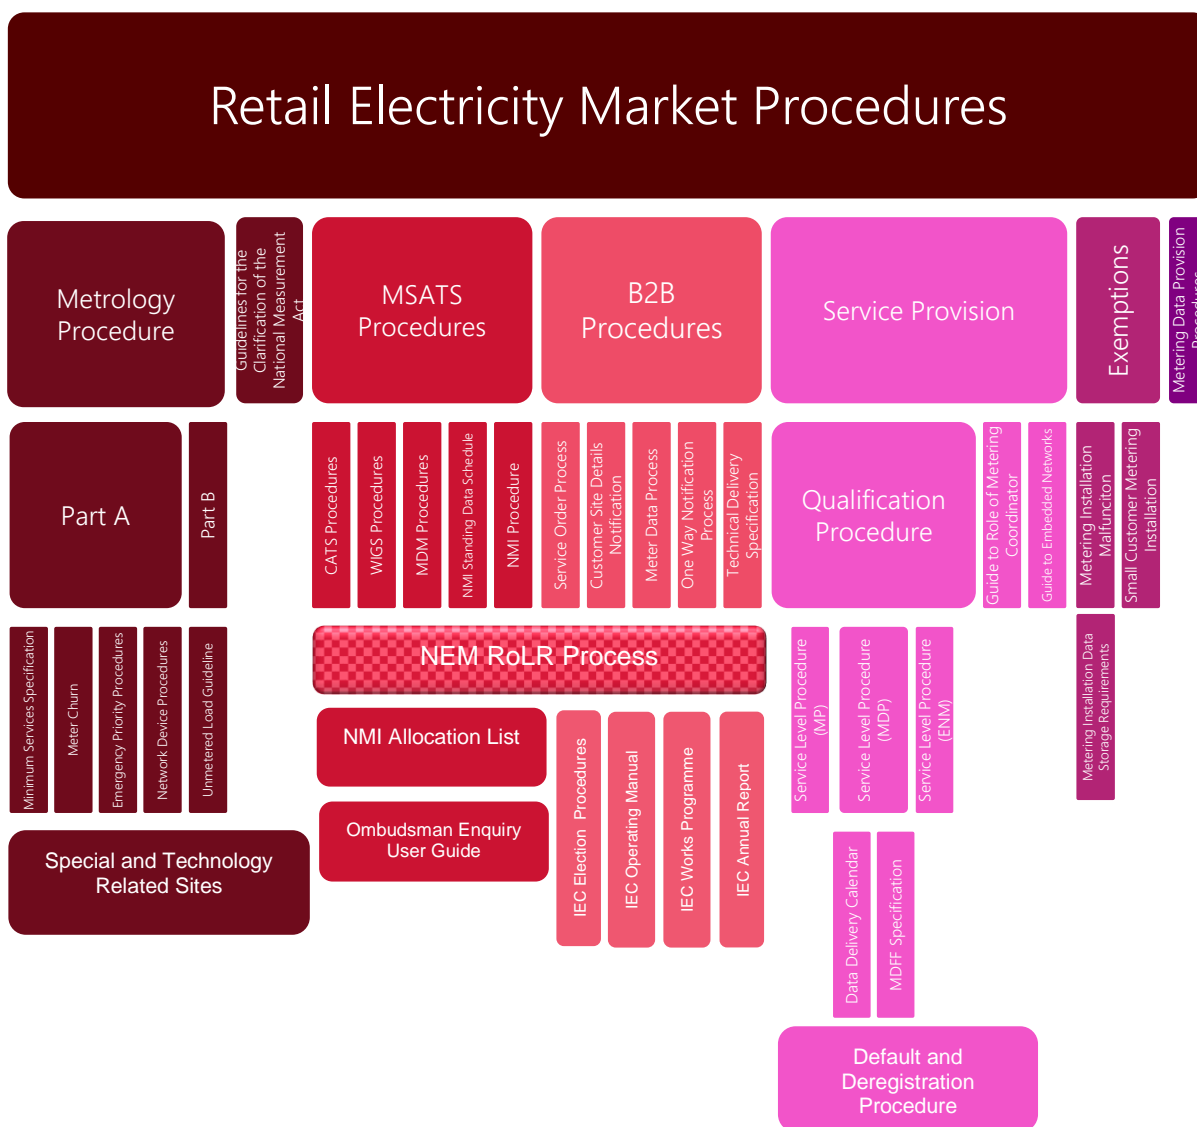 Retail Electricity Market Procedures
Metrology
Procedure
Guidelines for the
Clarification of the
National Measurement
Act
MSATS
Procedures
B2B
Procedures
Service Provision
Exemptions
Metering Data Provision
Procedures
Part A
Part B
CATS Procedures
WIGS Procedures
MDM Procedures
NMI Standing Data Schedule
NMI Procedure
Service Order Process
Customer Site Details
Notification
Meter Data Process
One Way Notification
Process
Technical Delivery
Specification
Qualification
Procedure
Guide to Role of Metering
Coordinator
Guide to Embedded Networks
Metering Installation
Malfunciton
Small Customer Metering
Installation
Minimum Services Specification
Meter Churn
Emergency Priority Procedures
Network Device Procedures
Unmetered Load Guideline
NEM RoLR Process
Service Level Procedure
(MP)
Service Level Procedure
(MDP)
Service Level Procedure
(ENM)
Metering Installation Data
Storage Requirements
NMI Allocation List
Ombudsman Enquiry
User Guide
IEC Election  Procedures
IEC Operating Manual
IEC Works Programme
IEC Annual Report
Special and Technology
Related Sites
Data Delivery Calendar
MDFF Specification
Default and
Deregistration
Procedure